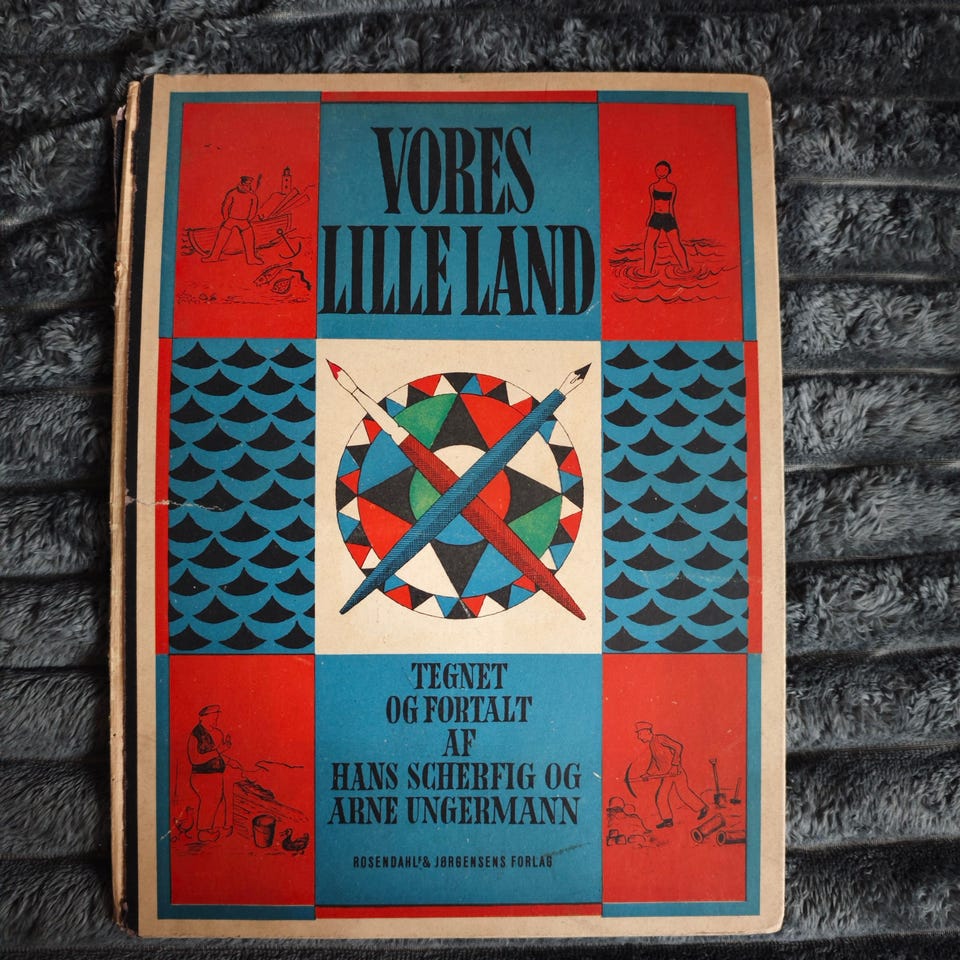 VORES
LILLE LAND
TEGNET
OG FORTALT
AF
HANS SCHERFIG OG
ARNE UNGERMANN
ROSENDAHL & JØRGENSENS FORLAG